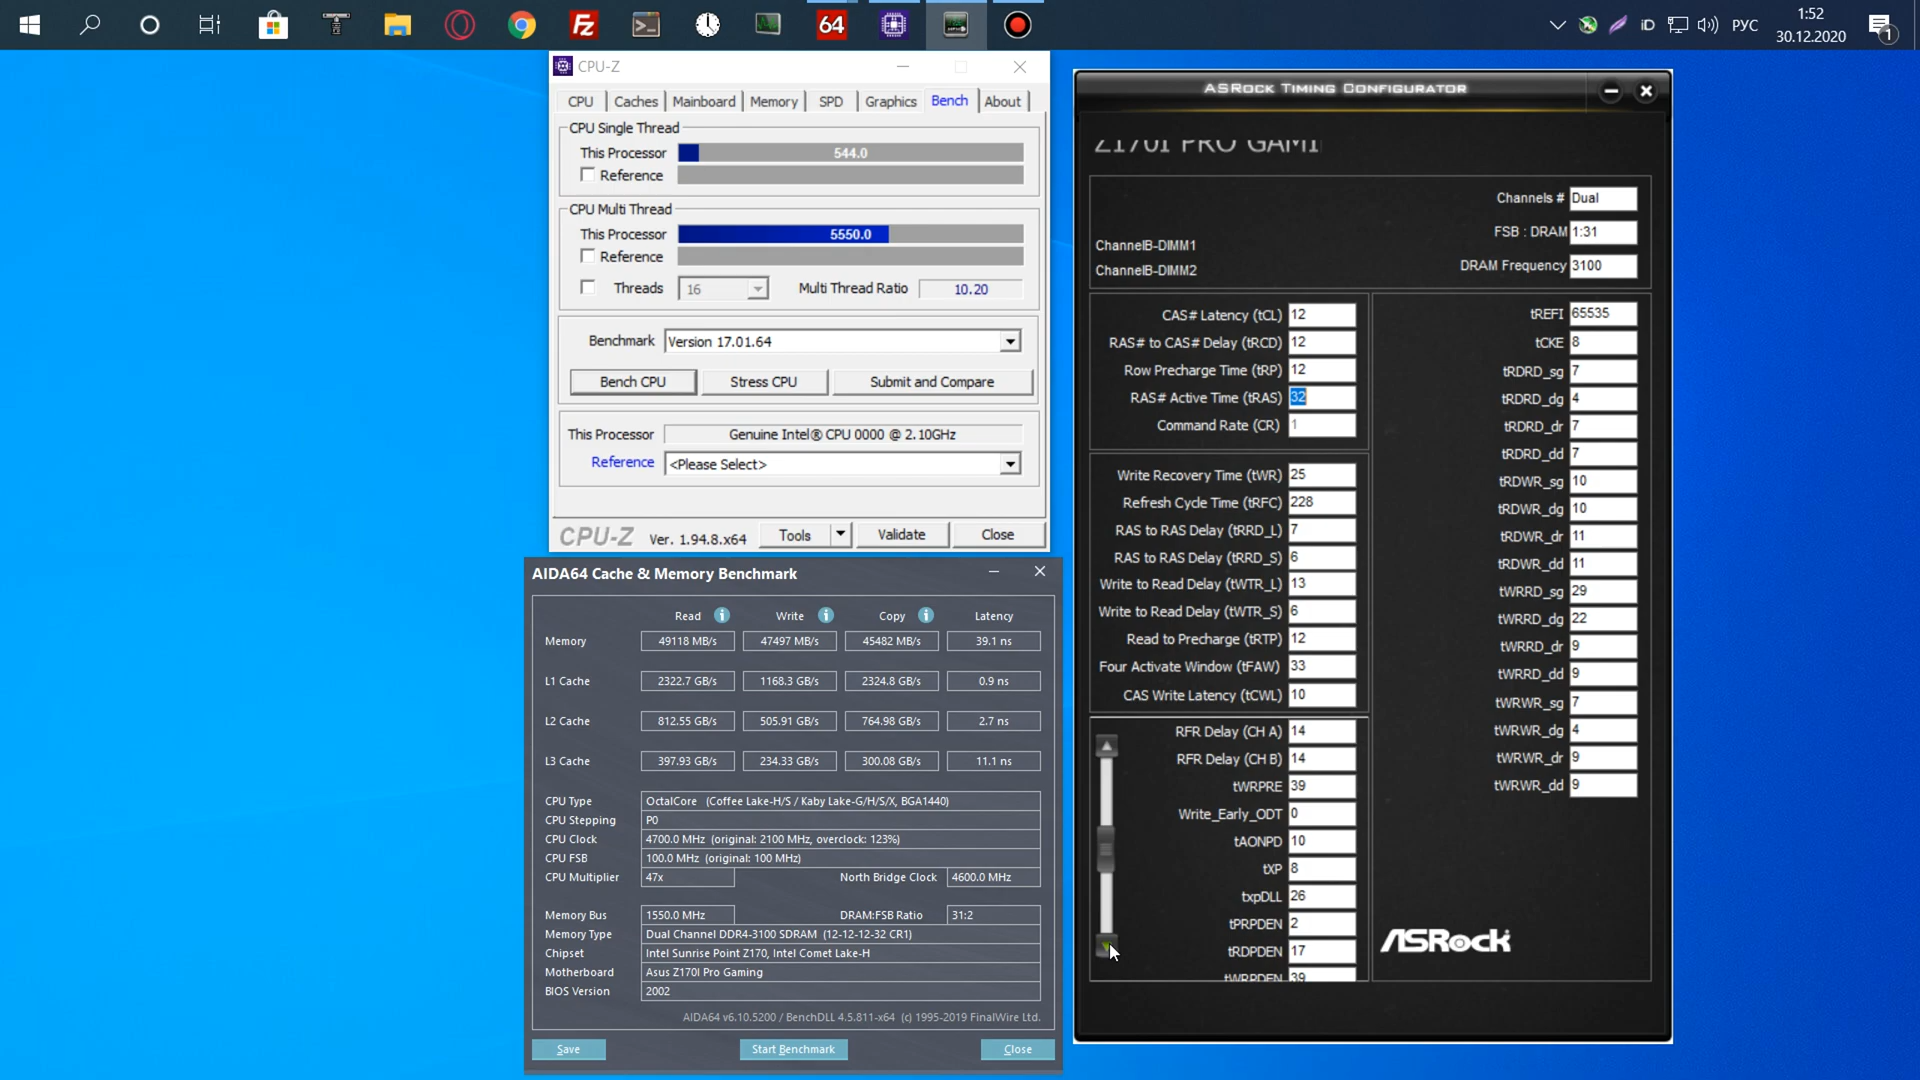 64
iD
РУС
1:52
30.12.2020
1
CPU-Z
CPU
Caches
Mainboard
Memory
SPD
Graphics
Bench
About
CPU Single Thread
This Processor 544.0
Reference
CPU Multi Thread
This Processor 5550.0
Reference
Threads 16 Multi Thread Ratio 10.20
Benchmark Version 17.01.64
Bench CPU Stress CPU Submit and Compare
This Processor Genuine Intel® CPU 0000 @ 2.10GHz
Reference <Please Select>
CPU-Z Ver. 1.94.8.x64 Tools Validate Close
AIDA64 Cache & Memory Benchmark
Read Write Copy Latency
Memory 49118 MB/s 47497 MB/s 45482 MB/s 39.1 ns
L1 Cache 2322.7 GB/s 1168.3 GB/s 2324.8 GB/s 0.9 ns
L2 Cache 812.55 GB/s 505.91 GB/s 764.98 GB/s 2.7 ns
L3 Cache 397.93 GB/s 234.33 GB/s 300.08 GB/s 11.1 ns
CPU Type OctalCore (Coffee Lake-H/S / Kaby Lake-G/H/S/X, BGA1440)
CPU Stepping P0
CPU Clock 4700.0 MHz (original: 2100 MHz, overclock: 123%)
CPU FSB 100.0 MHz (original: 100 MHz)
CPU Multiplier 47x North Bridge Clock 4600.0 MHz
Memory Bus 1550.0 MHz DRAM:FSB Ratio 31:2
Memory Type Dual Channel DDR4-3100 SDRAM (12-12-12-32 CR1)
Chipset Intel Sunrise Point Z170, Intel Comet Lake-H
Motherboard Asus Z170I Pro Gaming
BIOS Version 2002
AIDA64 v6.10.5200 / BenchDLL 4.5.811-x64 (c) 1995-2019 FinalWire Ltd.
Save Start Benchmark Close
ASRock Timing Configurator
Z170I PRO GAMI
Channels # Dual
FSB : DRAM 1:31
DRAM Frequency 3100
ChannelB-DIMM1
ChannelB-DIMM2
CAS# Latency (tCL) 12
RAS# to CAS# Delay (tRCD) 12
Row Precharge Time (tRP) 12
RAS# Active Time (tRAS) 32
Command Rate (CR) 1
Write Recovery Time (tWR) 25
Refresh Cycle Time (tRFC) 228
RAS to RAS Delay (tRRD_L) 7
RAS to RAS Delay (tRRD_S) 6
Write to Read Delay (tWTR_L) 13
Write to Read Delay (tWTR_S) 6
Read to Precharge (tRTP) 12
Four Activate Window (tFAW) 33
CAS Write Latency (tCWL) 10
RFR Delay (CH A) 14
RFR Delay (CH B) 14
tWRPRE 39
Write_Early_ODT 0
tAONPD 10
tXP 8
txpDLL 26
tPRPDEN 2
tRDPDEN 17
tWRPDEN 39
tREFI 65535
tCKE 8
tRDRD_sg 7
tRDRD_dg 4
tRDRD_dr 7
tRDRD_dd 7
tRDWR_sg 10
tRDWR_dg 10
tRDWR_dr 11
tRDWR_dd 11
tWRRD_sg 29
tWRRD_dg 22
tWRRD_dr 9
tWRRD_dd 9
tWRWR_sg 7
tWRWR_dg 4
tWRWR_dr 9
tWRWR_dd 9
ASRock